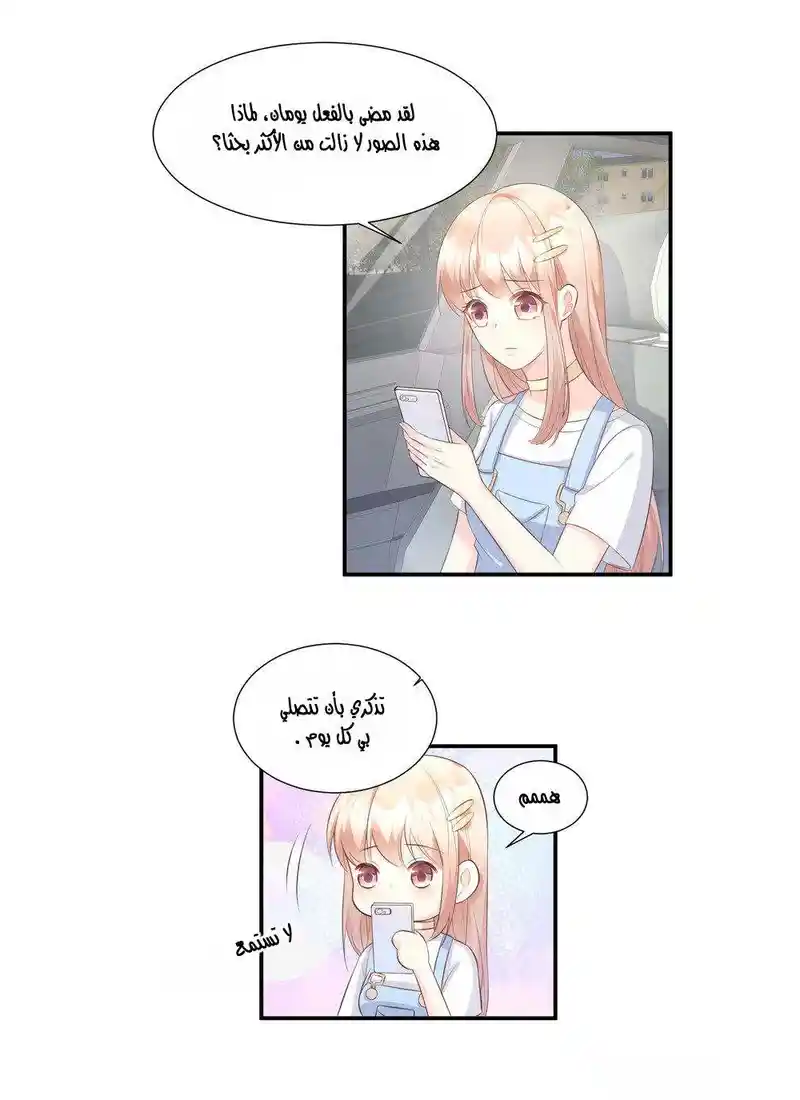 لقد مضى بالفعل يومان، لماذا
هذه الصور لا زالت من الأكثر بحثا؟
تذكري بأن تتصلي
بي كل يوم .
هممم
لا تستمع